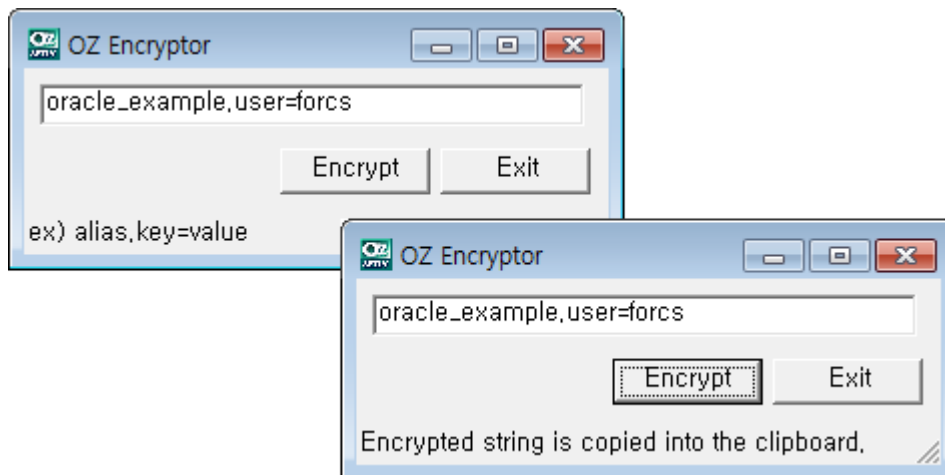 OZ Encryptor
oracle_example,user=forcs
Encrypt Exit
ex) alias,key=value
OZ Encryptor
oracle_example,user=forcs
Encrypt Exit
Encrypted string is copied into the clipboard,